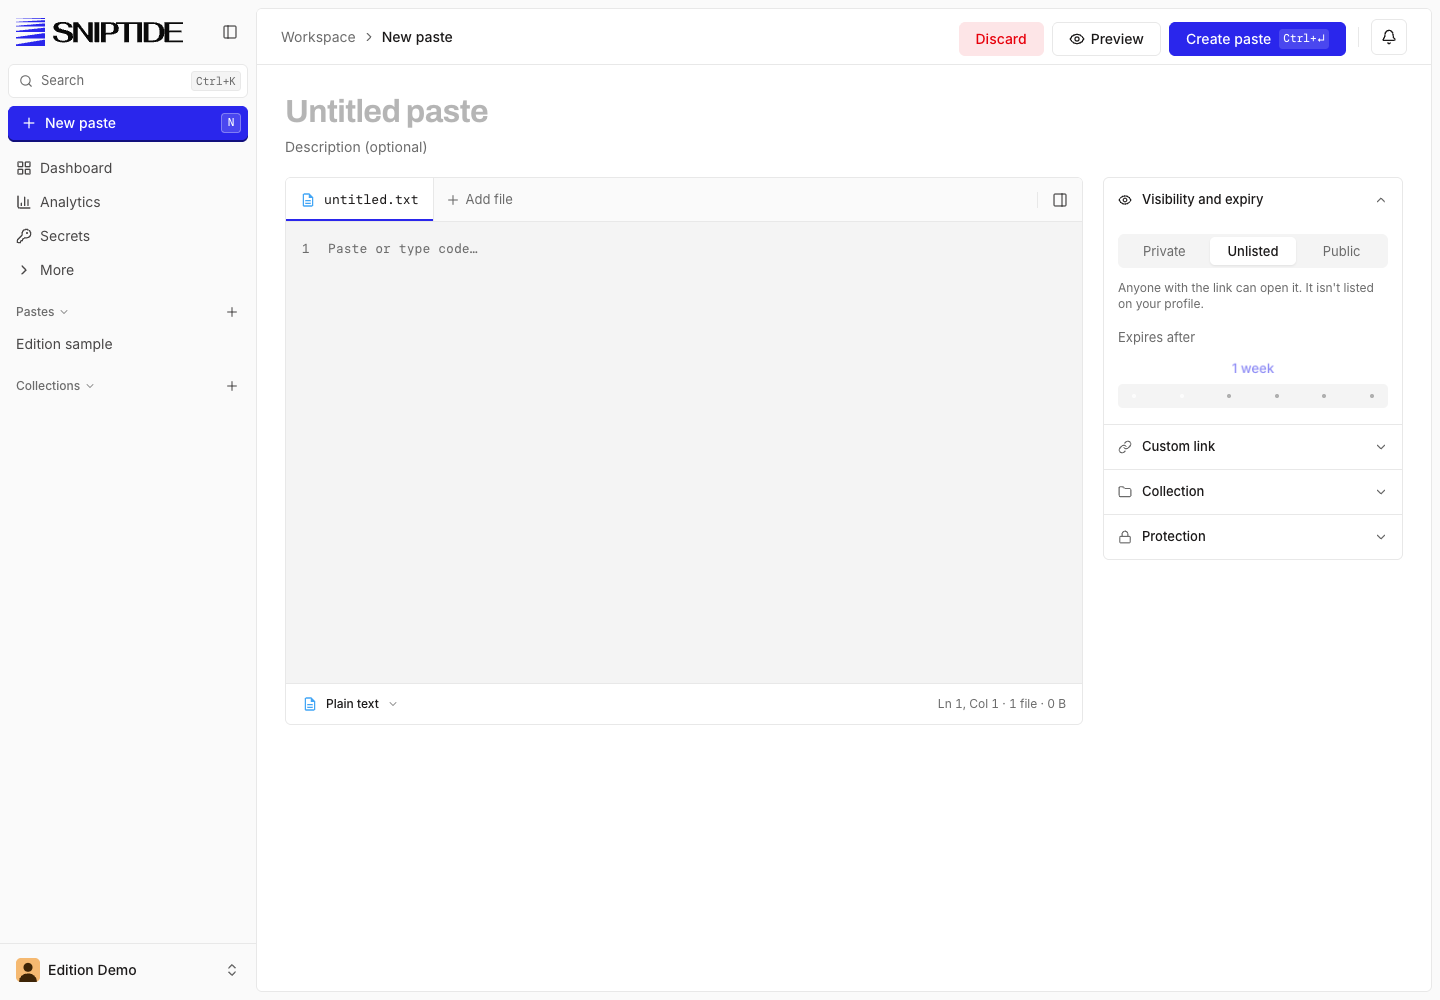 SNIPTIDE
Search Ctrl+K
New paste N
Dashboard
Analytics
Secrets
More
Pastes
Edition sample
Collections
Edition Demo
Workspace > New paste
Discard
Preview
Create paste Ctrl+↵
Untitled paste
Description (optional)
untitled.txt
Add file
1 Paste or type code…
Plain text
Ln 1, Col 1 · 1 file · 0 B
Visibility and expiry
Private Unlisted Public
Anyone with the link can open it. It isn't listed
on your profile.
Expires after
1 week
Custom link
Collection
Protection